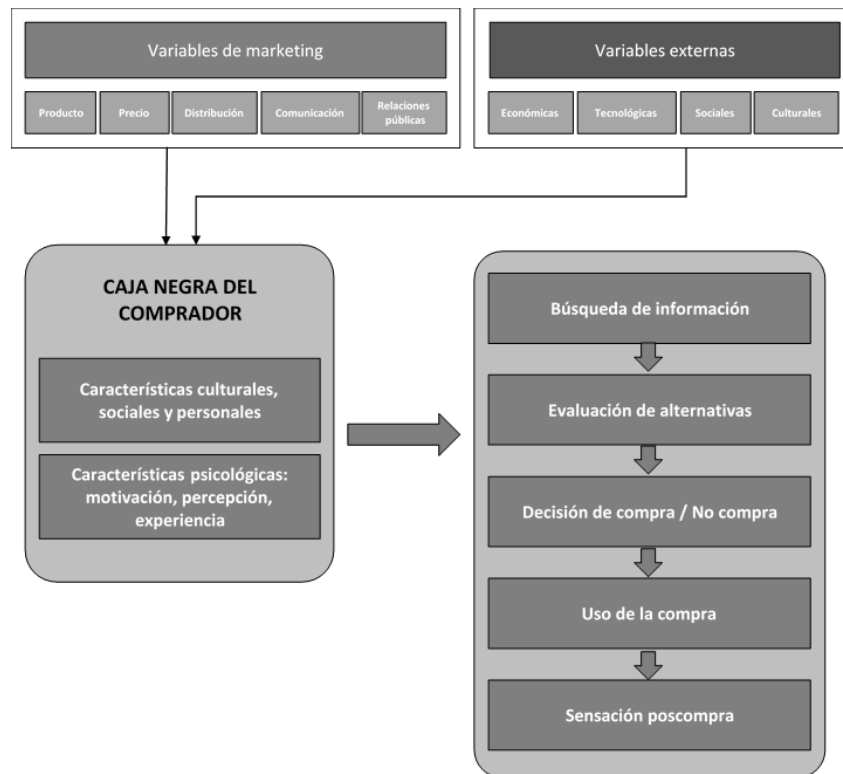 Variables de marketing
Producto
Precio
Distribución
Comunicación
Relaciones
públicas
Variables externas
Económicas
Tecnológicas
Sociales
Culturales
CAJA NEGRA DEL
COMPRADOR
Característícas culturales,
sociales y personales
Característícas psicológicas:
motivación, percepción,
experiencia
Búsqueda de información
Evaluación de alternativas
Decisión de compra / No compra
Uso de la compra
Sensación poscompra